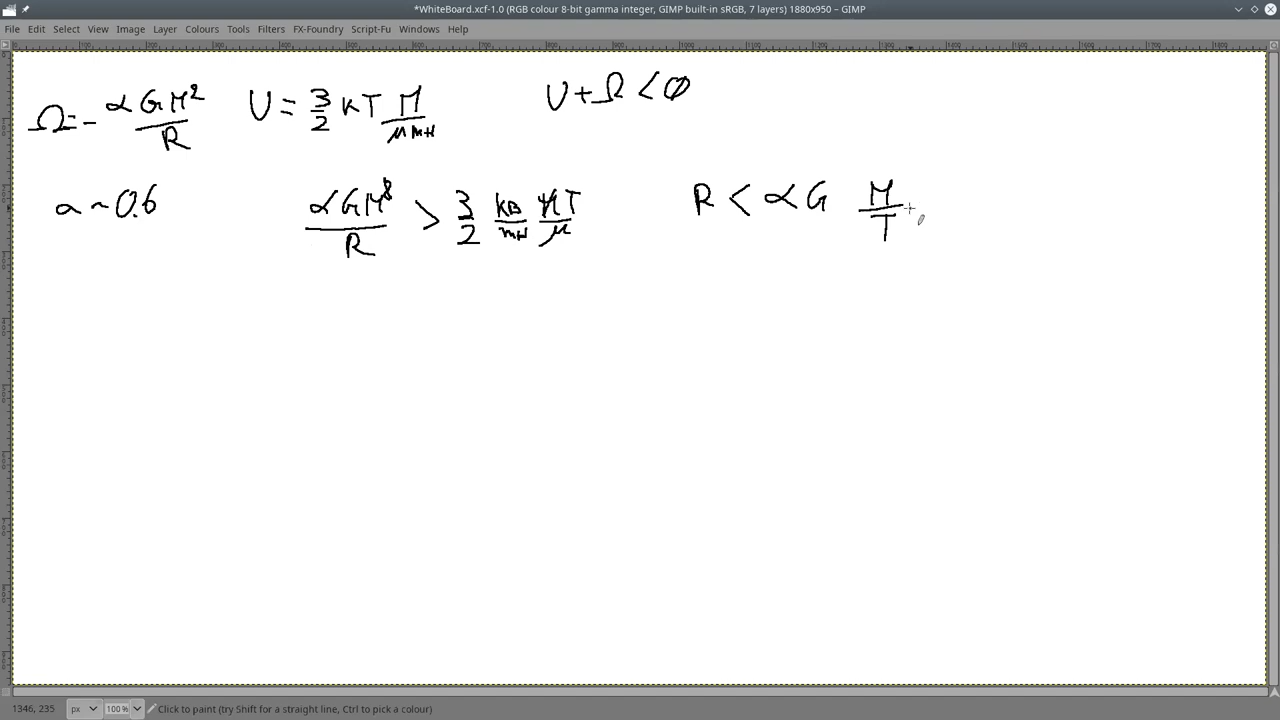 *WhiteBoard.xcf-1.0 (RGB colour 8-bit gamma integer, GIMP built-in sRGB, 7 layers) 1880x950 – GIMP
File Edit Select View Image Layer Colours Tools Filters FX-Foundry Script-Fu Windows Help
Ω=-αGM²/R U=3/2 kT M/μmH U+Ω<0
α~0.6 αGM²/R > 3/2 kB/mH MT/μ R < αG M/T
1346, 235 px 100% Click to paint (try Shift for a straight line, Ctrl to pick a colour)